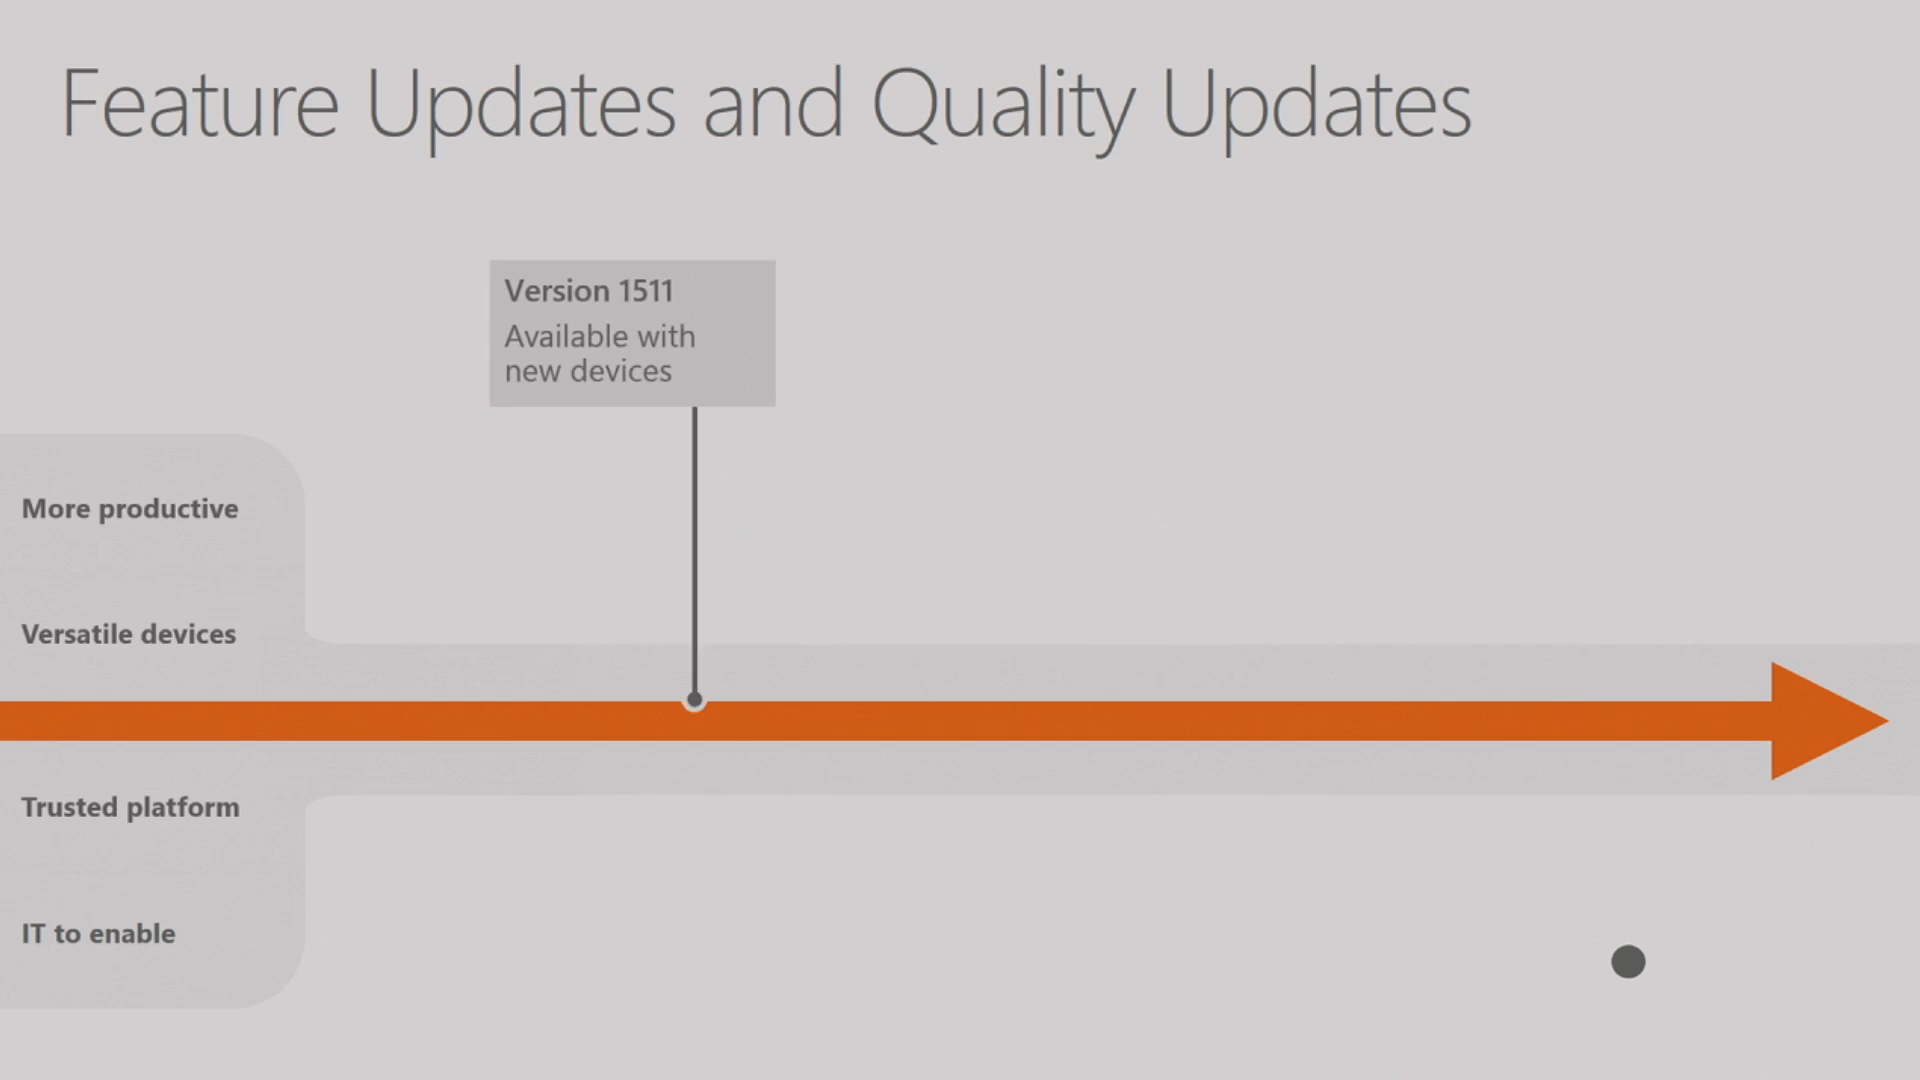 Feature Updates and Quality Updates
Version 1511
Available with
new devices
More productive
Versatile devices
Trusted platform
IT to enable